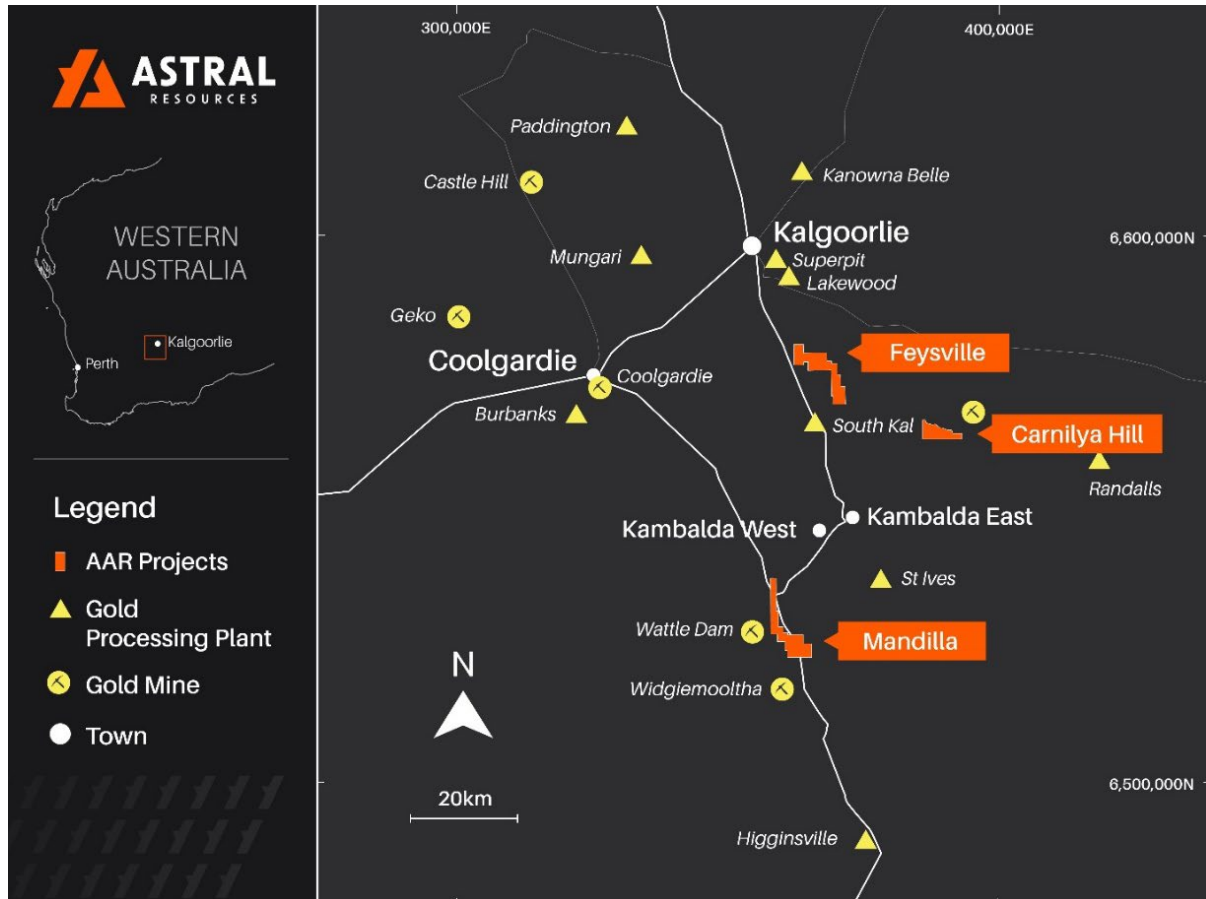 ASTRAL
RESOURCES
WESTERN
AUSTRALIA
Kalgoorlie
Perth
Legend
AAR Projects
Gold
Processing Plant
Gold Mine
Town
300,000E
400,000E
Paddington
Castle Hill
Kanowna Belle
Kalgoorlie
6,600,000N
Mungari
Superpit
Lakewood
Geko
Feysville
Coolgardie
Coolgardie
Burbanks
South Kal
Carnilya Hill
Randalls
Kambalda West
Kambalda East
St Ives
Wattle Dam
Mandilla
N
Widgiemooltha
20km
6,500,000N
Higginsville